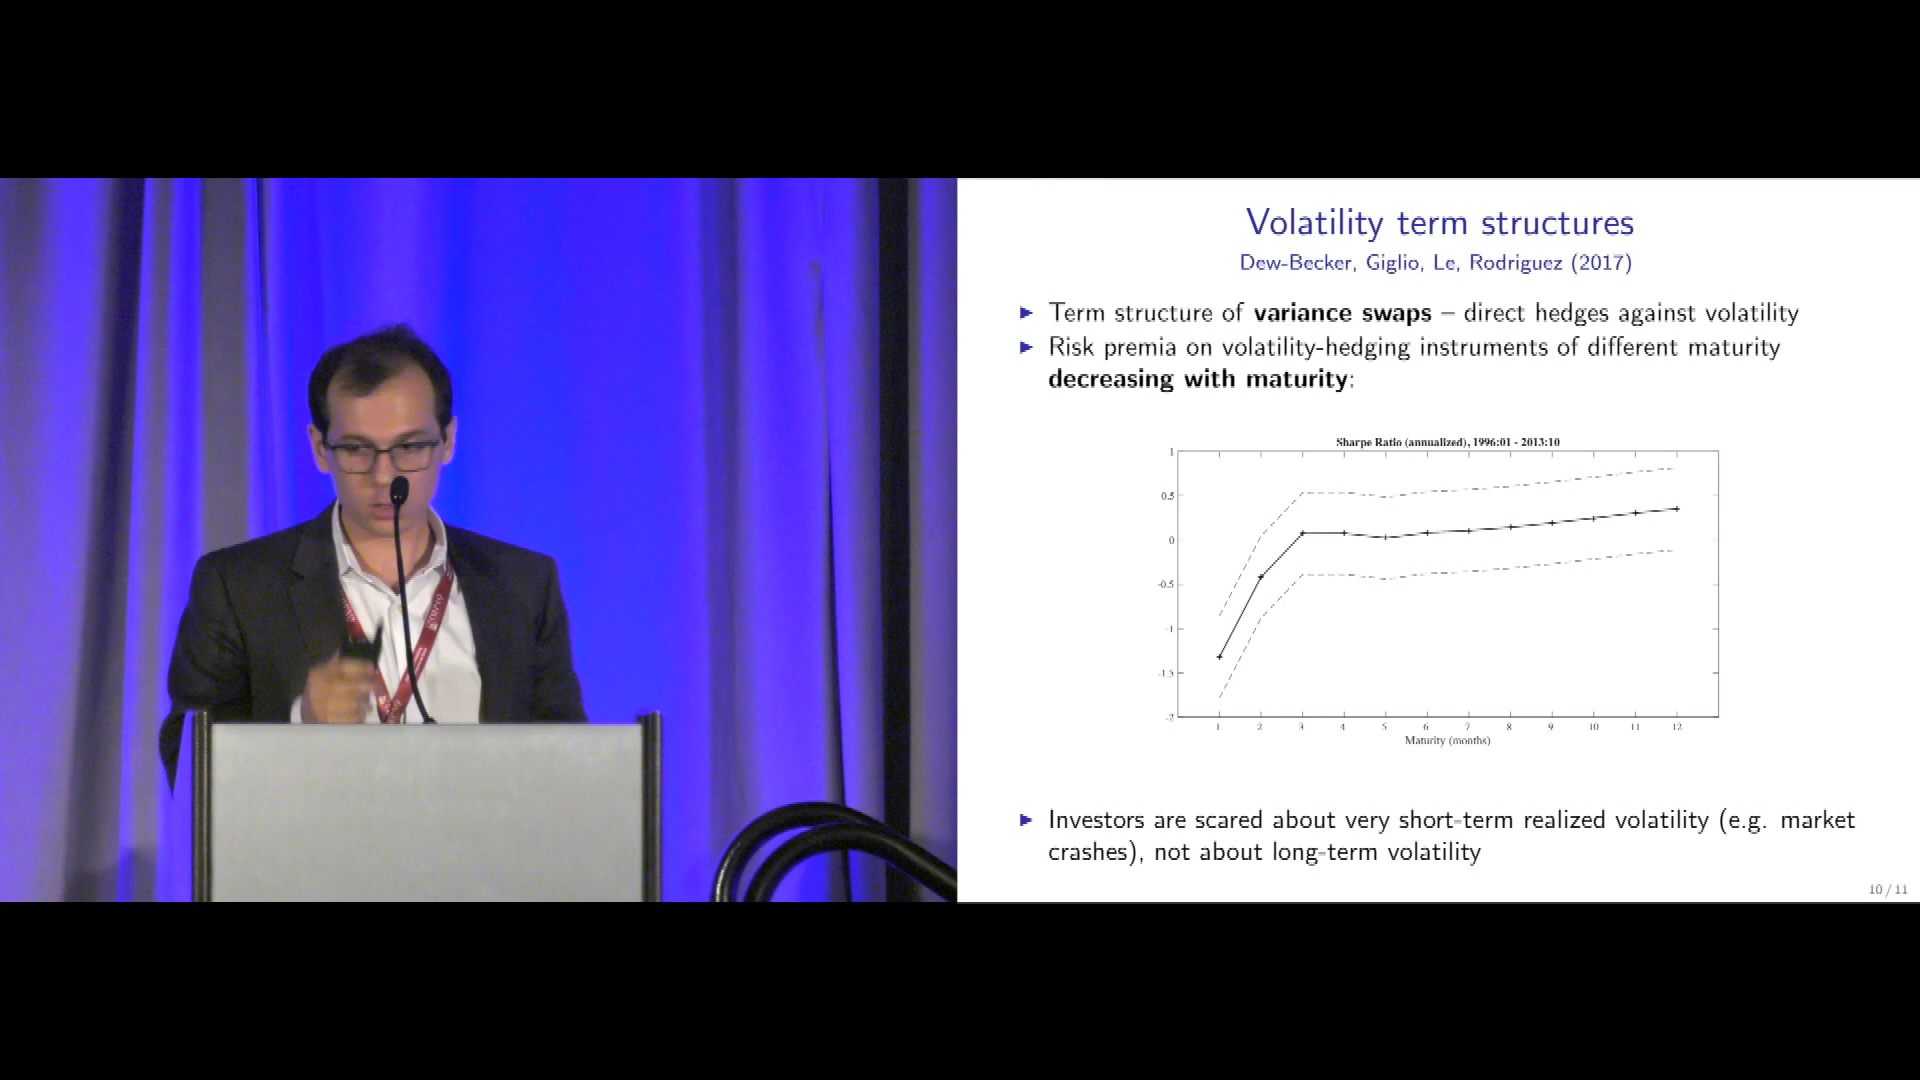 Volatility term structures
Dew-Becker, Giglio, Le, Rodriguez (2017)
Term structure of variance swaps – direct hedges against volatility
Risk premia on volatility-hedging instruments of different maturity
decreasing with maturity:
Sharpe Ratio (annualized), 1996:01 - 2013:10
1
0.5
0
-0.5
-1
-1.5
-2
1 2 3 4 5 6 7 8 9 10 11 12
Maturity (months)
Investors are scared about very short-term realized volatility (e.g. market
crashes), not about long-term volatility
10 / 11